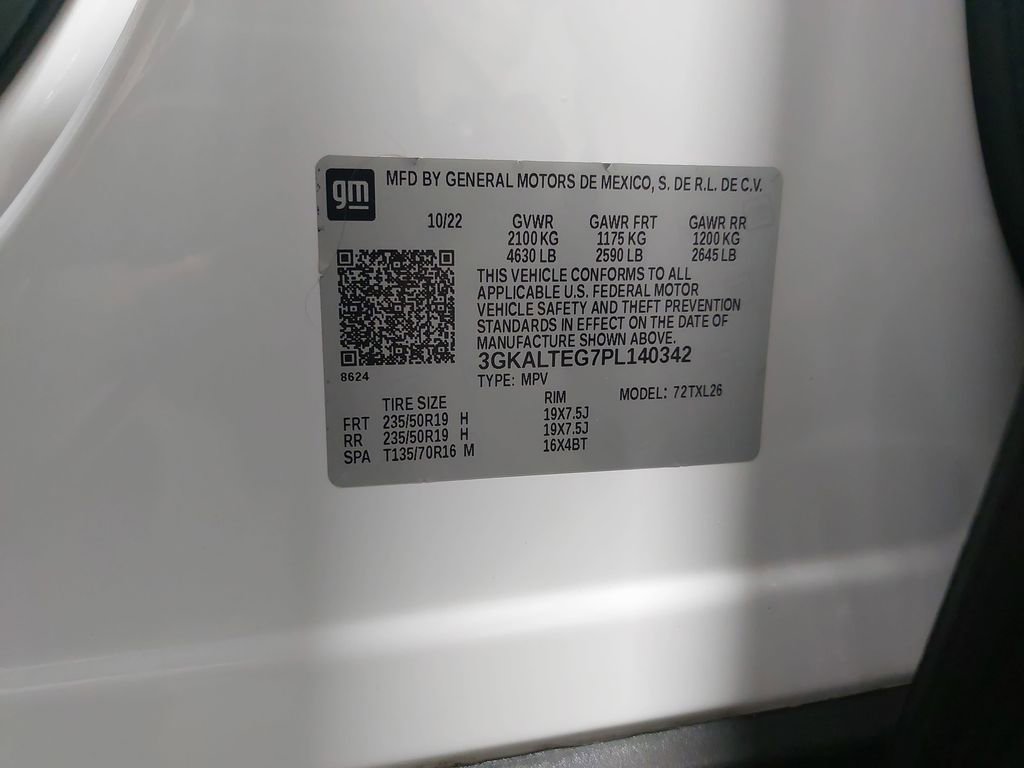 gm
MFD BY GENERAL MOTORS DE MEXICO, S. DE R.L. DE C.V.
10/22 GVWR GAWR FRT GAWR RR
2100 KG 1175 KG 1200 KG
4630 LB 2590 LB 2645 LB
THIS VEHICLE CONFORMS TO ALL
APPLICABLE U.S. FEDERAL MOTOR
VEHICLE SAFETY AND THEFT PREVENTION
STANDARDS IN EFFECT ON THE DATE OF
MANUFACTURE SHOWN ABOVE.
3GKALTEG7PL140342
8624
TYPE: MPV MODEL: 72TXL26
TIRE SIZE RIM
FRT 235/50R19 H 19X7.5J
RR 235/50R19 H 19X7.5J
SPA T135/70R16 M 16X4BT